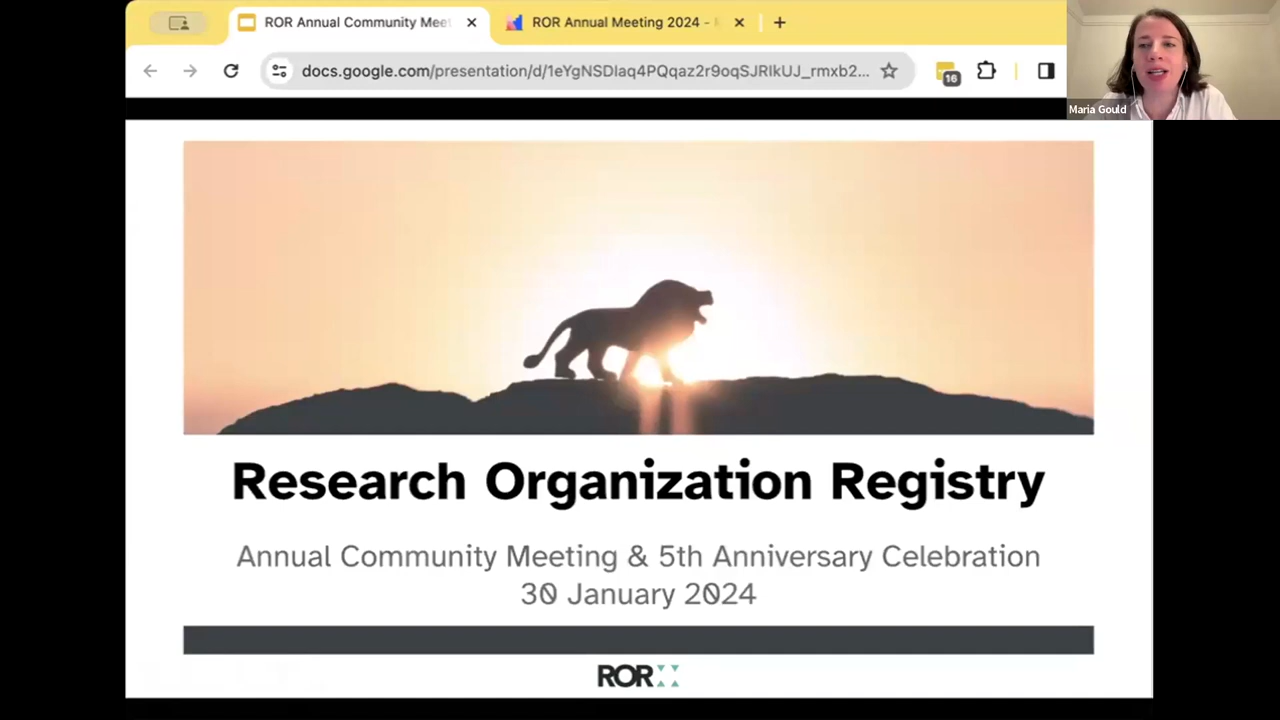 ROR Annual Community Meet
ROR Annual Meeting 2024 -
docs.google.com/presentation/d/1eYgNSDIaq4PQqaz2r9oqSJRIkUJ_rmxb2...
16
Maria Gould
Research Organization Registry
Annual Community Meeting & 5th Anniversary Celebration
30 January 2024
ROR